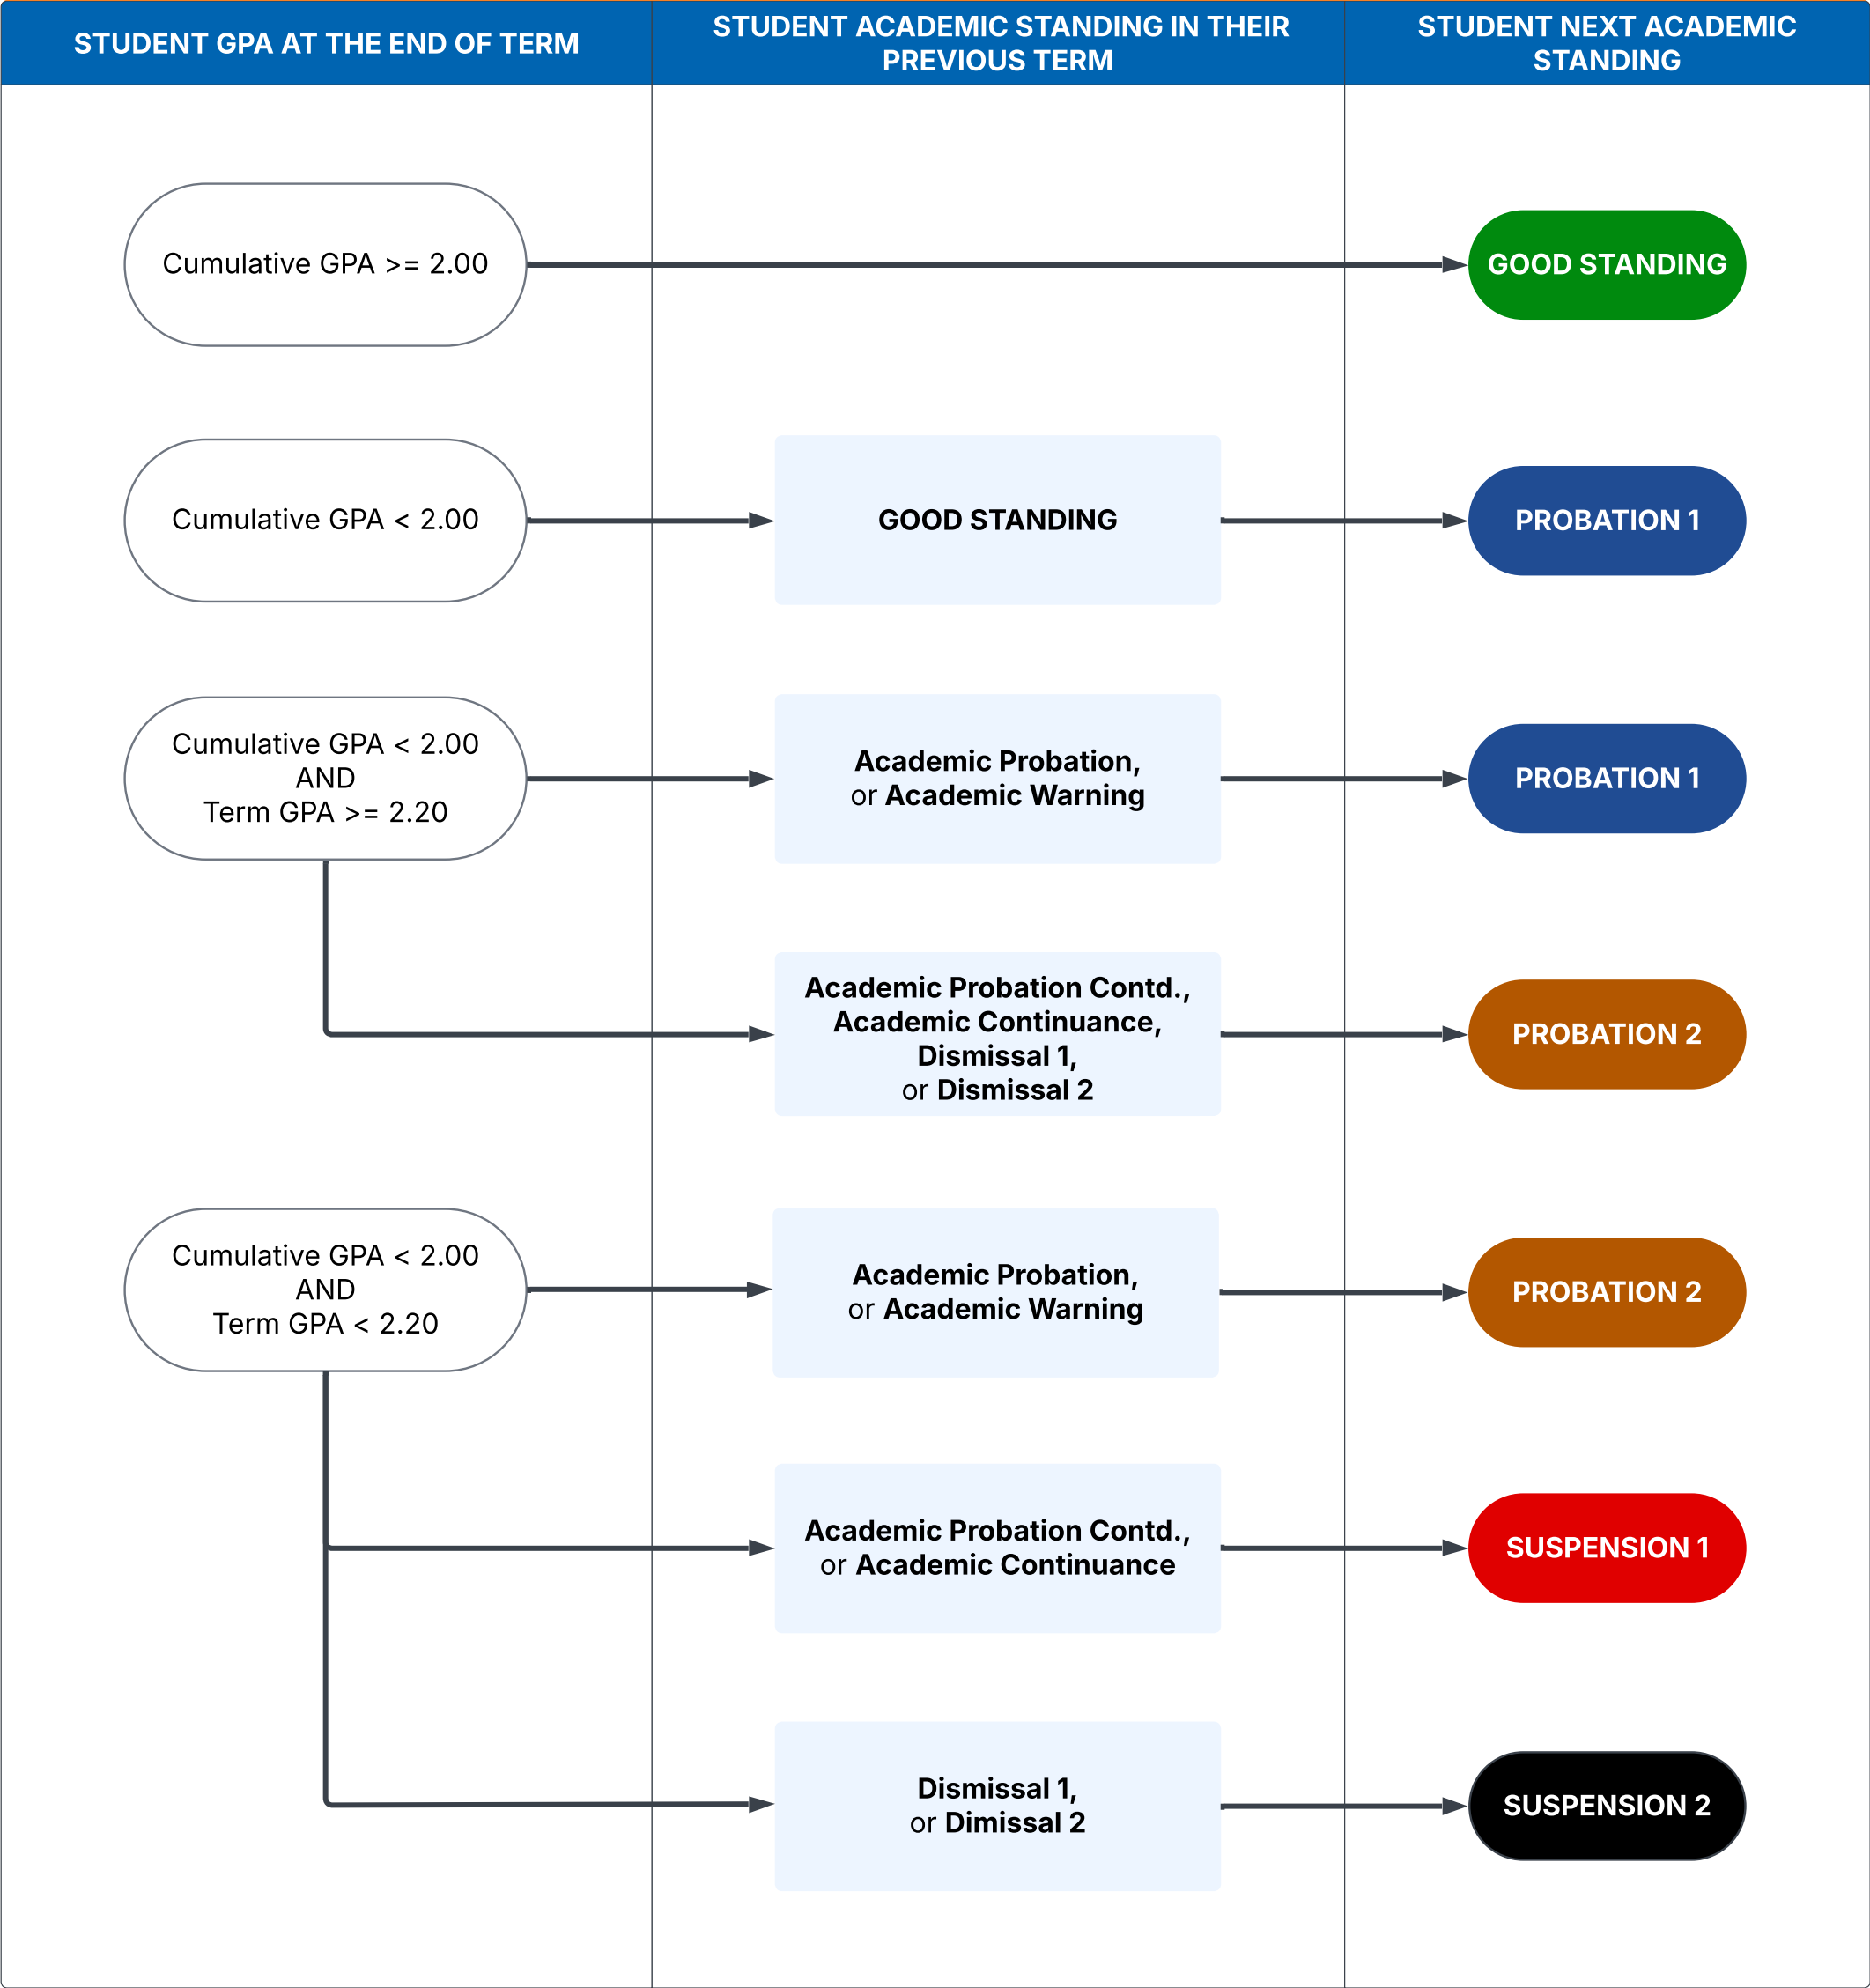 STUDENT GPA AT THE END OF TERM
STUDENT ACADEMIC STANDING IN THEIR
PREVIOUS TERM
STUDENT NEXT ACADEMIC
STANDING
Cumulative GPA >= 2.00
GOOD STANDING
Cumulative GPA < 2.00
GOOD STANDING
PROBATION 1
Cumulative GPA < 2.00
AND
Term GPA >= 2.20
Academic Probation,
or Academic Warning
PROBATION 1
Academic Probation Contd.,
Academic Continuance,
Dismissal 1,
or Dismissal 2
PROBATION 2
Cumulative GPA < 2.00
AND
Term GPA < 2.20
Academic Probation,
or Academic Warning
PROBATION 2
Academic Probation Contd.,
or Academic Continuance
SUSPENSION 1
Dismissal 1,
or Dimissal 2
SUSPENSION 2